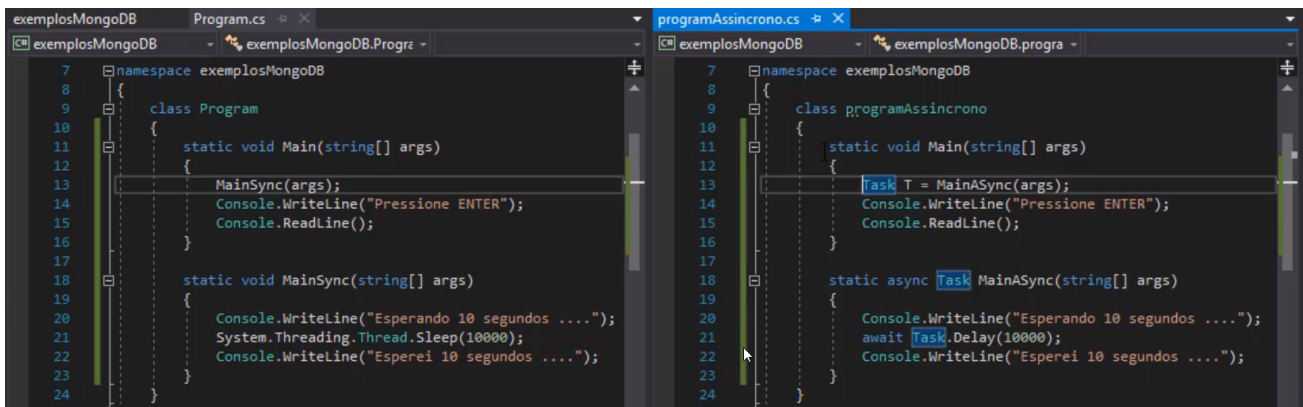 exemplosMongoDB Program.cs
exemplosMongoDB exemplosMongoDB.Progra
7 namespace exemplosMongoDB
8 {
9 class Program
10 {
11 static void Main(string[] args)
12 {
13 MainSync(args);
14 Console.WriteLine("Pressione ENTER");
15 Console.ReadLine();
16 }
17
18 static void MainSync(string[] args)
19 {
20 Console.WriteLine("Esperando 10 segundos ....");
21 System.Threading.Thread.Sleep(10000);
22 Console.WriteLine("Esperei 10 segundos ....");
23 }
24 }
programAssincrono.cs
C# exemplosMongoDB exemplosMongoDB.progra
7 namespace exemplosMongoDB
8 {
9 class programAssincrono
10 {
11 static void Main(string[] args)
12 {
13 Task T = MainASync(args);
14 Console.WriteLine("Pressione ENTER");
15 Console.ReadLine();
16 }
17
18 static async Task MainASync(string[] args)
19 {
20 Console.WriteLine("Esperando 10 segundos ....");
21 await Task.Delay(10000);
22 Console.WriteLine("Esperei 10 segundos ....");
23 }
24 }